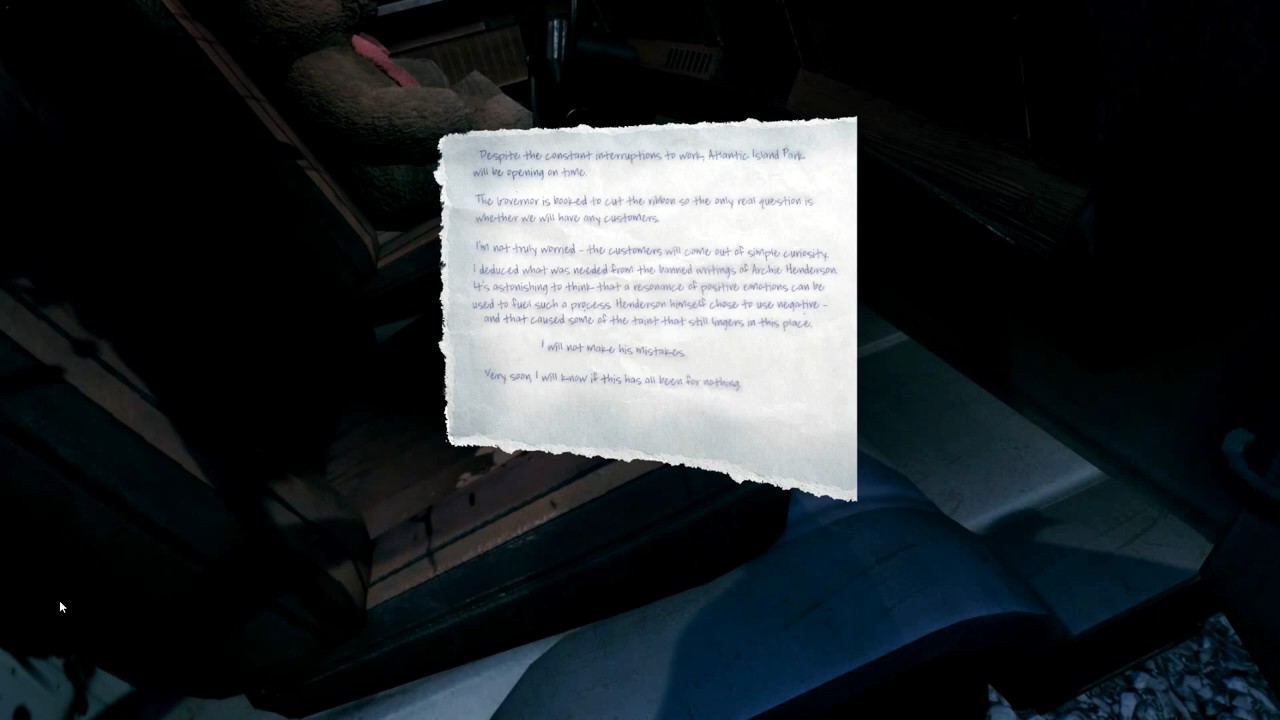 Despite the constant interruptions to work, Atlantic Island Park
will be opening on time.
The Governor is booked to cut the ribbon so the only real question is
whether we will have any customers.
I'm not truly worried - the customers will come out of simple curiosity.
I deduced what was needed from the banned writings of Archie Henderson
It's astonishing to think that a resonance of positive emotions can be
used to fuel such a process. Henderson himself chose to use negative -
and that caused some of the taint that still lingers in this place.
I will not make his mistakes.
Very soon, I will know if this has all been for nothing.